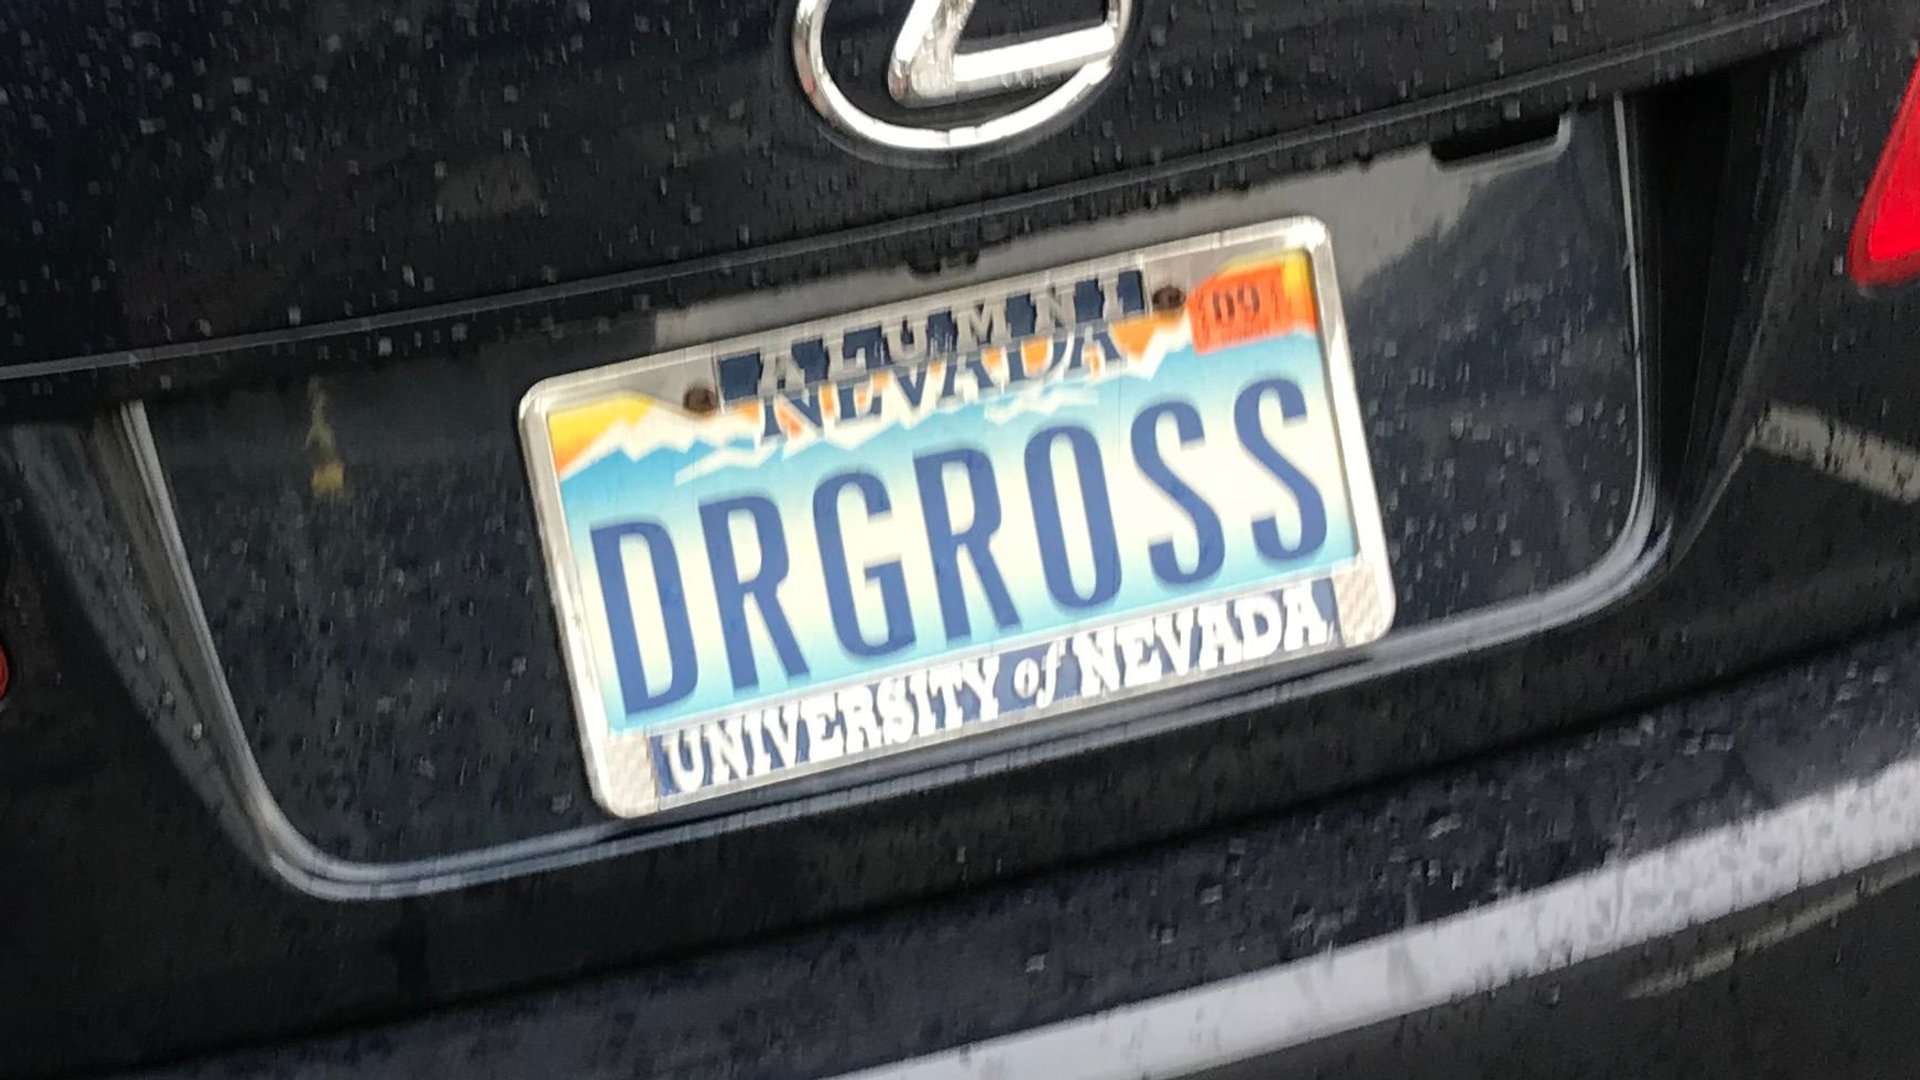 ALUMNI
NEVADA
09
DRGROSS
UNIVERSITY of NEVADA